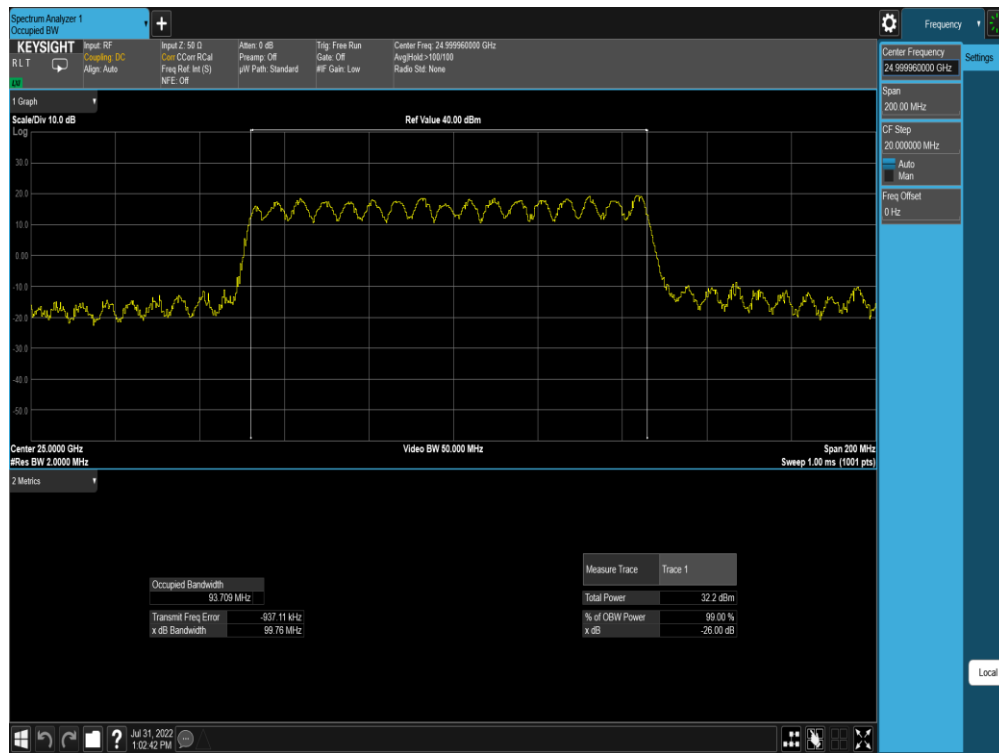 Spectrum Analyzer 1
Occupied BW
Frequency
KEYSIGHT
RLT
LXI
Input: RF
Coupling: DC
Align: Auto
Input Z: 50 Ω
Corr CCorr RCal
Freq Ref: Int (S)
NFE: Off
Atten: 0 dB
Preamp: Off
µW Path: Standard
Trig: Free Run
Gate: Off
#IF Gain: Low
Center Freq: 24.999960000 GHz
Avg|Hold:>100/100
Radio Std: None
Center Frequency
24.999960000 GHz
Settings
Span
200.00 MHz
CF Step
20.000000 MHz
Auto
Man
Freq Offset
0 Hz
1 Graph
Scale/Div 10.0 dB
Ref Value 40.00 dBm
Log
30.0
20.0
10.0
0.00
-10.0
-20.0
-30.0
-40.0
-50.0
Center 25.0000 GHz
Video BW 50.000 MHz
Span 200 MHz
#Res BW 2.0000 MHz
Sweep 1.00 ms (1001 pts)
2 Metrics
Measure Trace Trace 1
Occupied Bandwidth
93.709 MHz
Total Power 32.2 dBm
Transmit Freq Error -937.11 kHz
% of OBW Power 99.00 %
x dB Bandwidth 99.76 MHz
x dB -26.00 dB
Local
?
Jul 31, 2022
1:02:42 PM